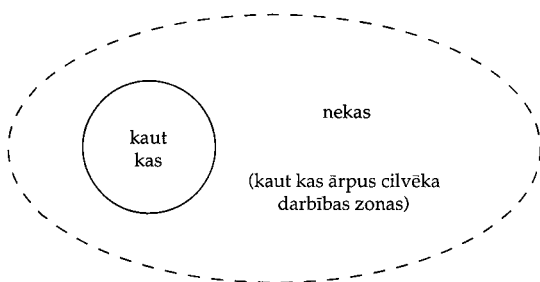 kaut
kas
nekas
(kaut kas ārpus cilvēka
darbības zonas)